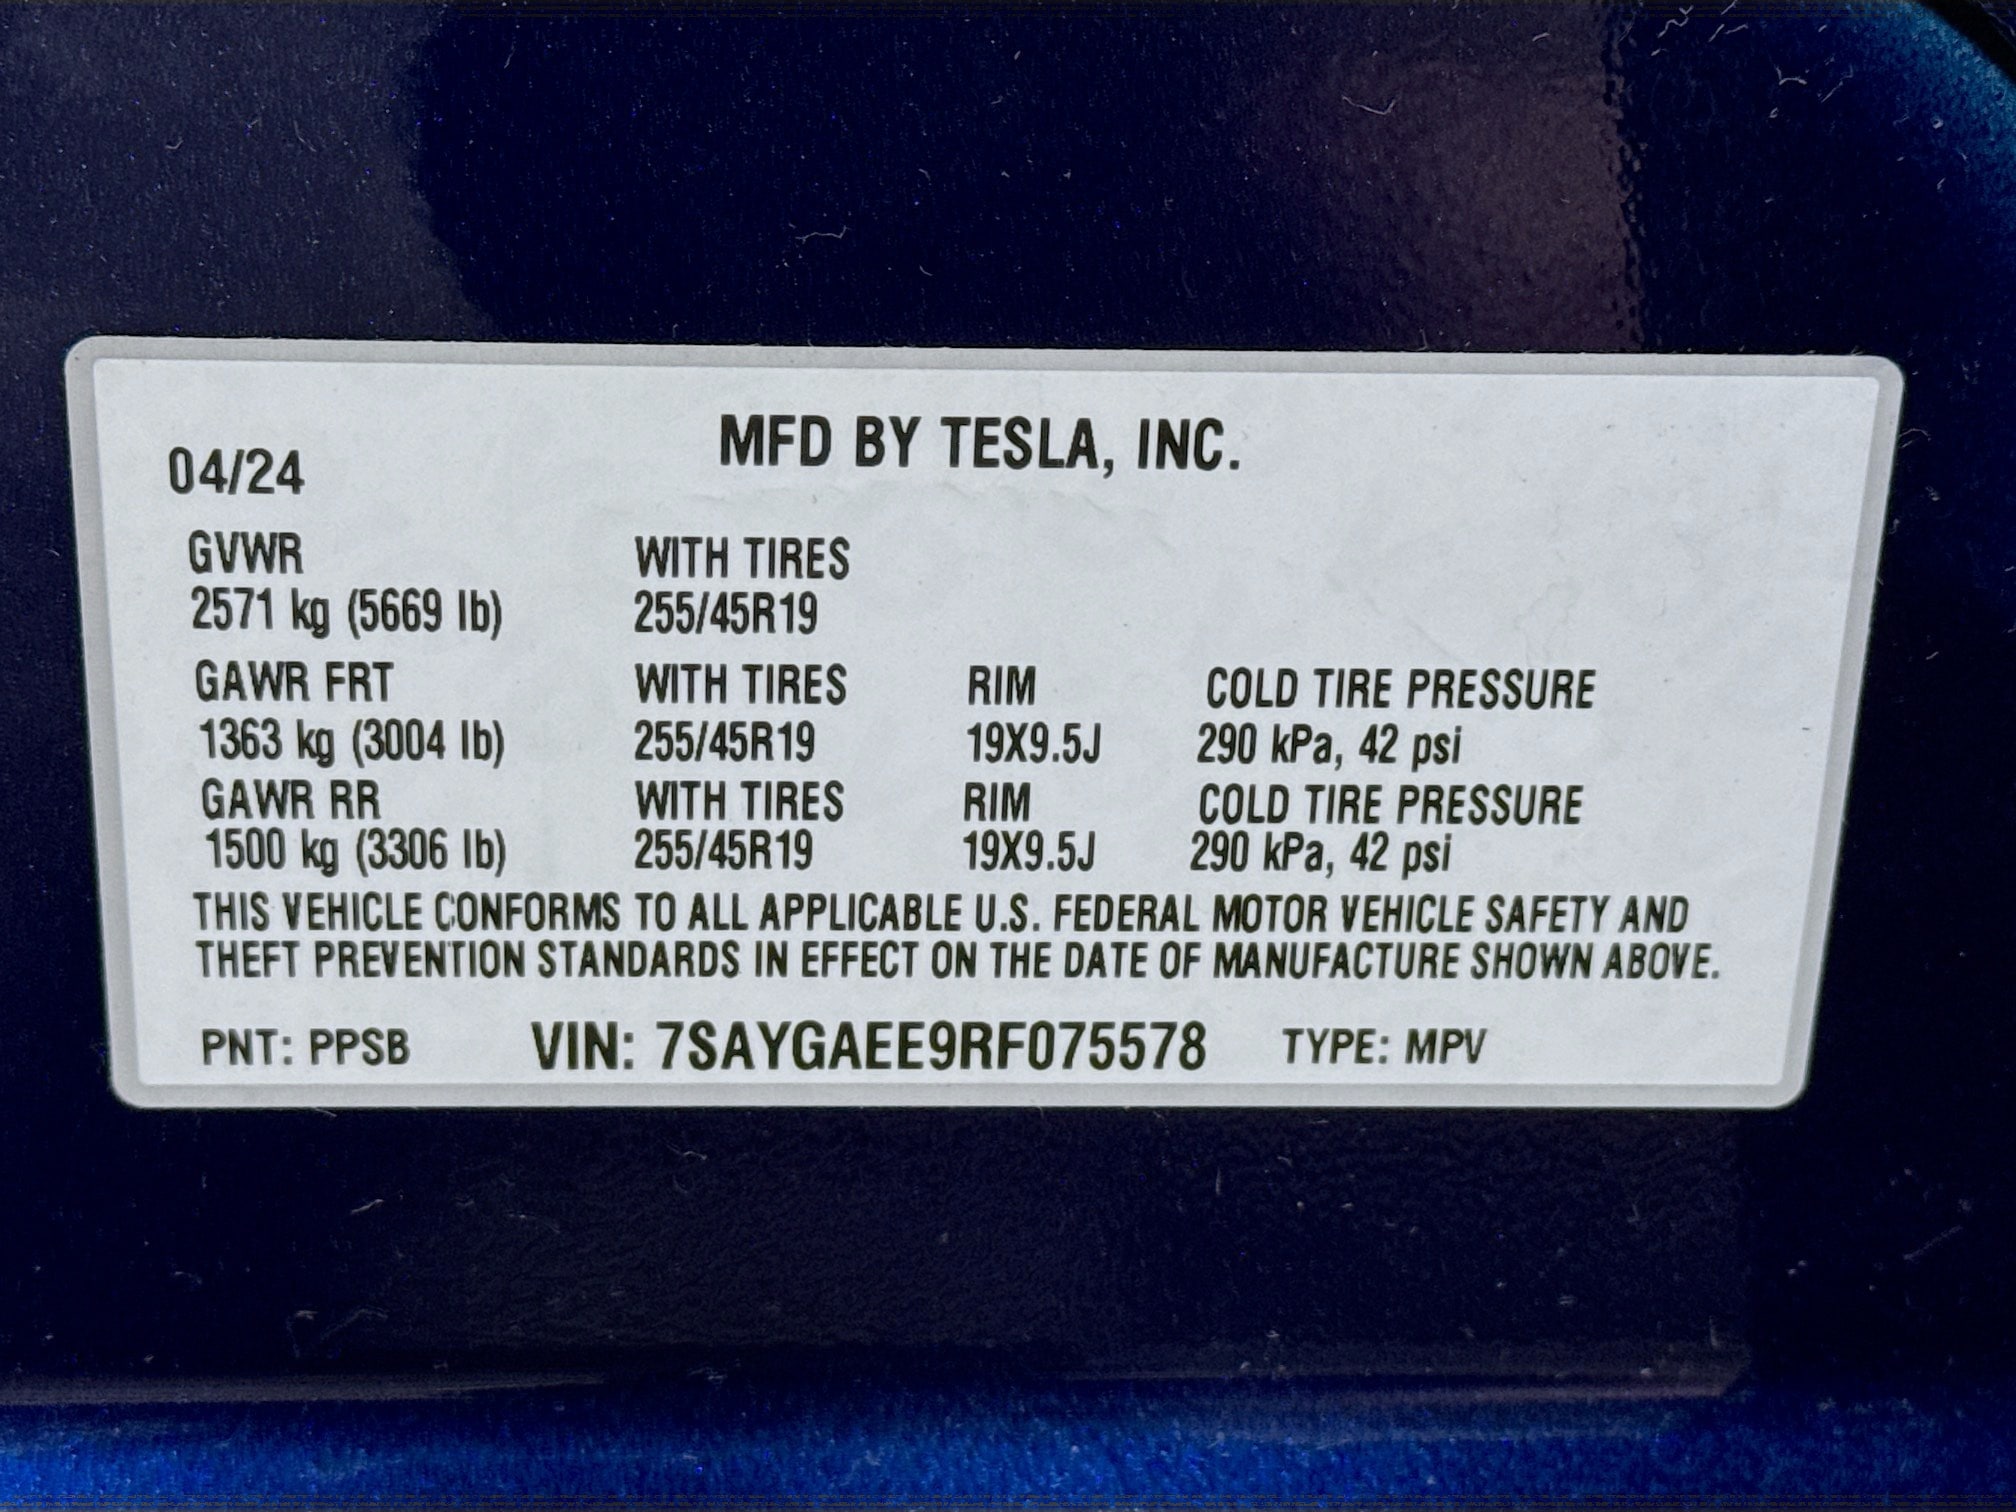 MFD BY TESLA, INC.
04/24
GVWR WITH TIRES
2571 kg (5669 lb) 255/45R19
GAWR FRT WITH TIRES RIM COLD TIRE PRESSURE
1363 kg (3004 lb) 255/45R19 19X9.5J 290 kPa, 42 psi
GAWR RR WITH TIRES RIM COLD TIRE PRESSURE
1500 kg (3306 lb) 255/45R19 19X9.5J 290 kPa, 42 psi
THIS VEHICLE CONFORMS TO ALL APPLICABLE U.S. FEDERAL MOTOR VEHICLE SAFETY AND
THEFT PREVENTION STANDARDS IN EFFECT ON THE DATE OF MANUFACTURE SHOWN ABOVE.
PNT: PPSB VIN: 7SAYGAEE9RF075578 TYPE: MPV